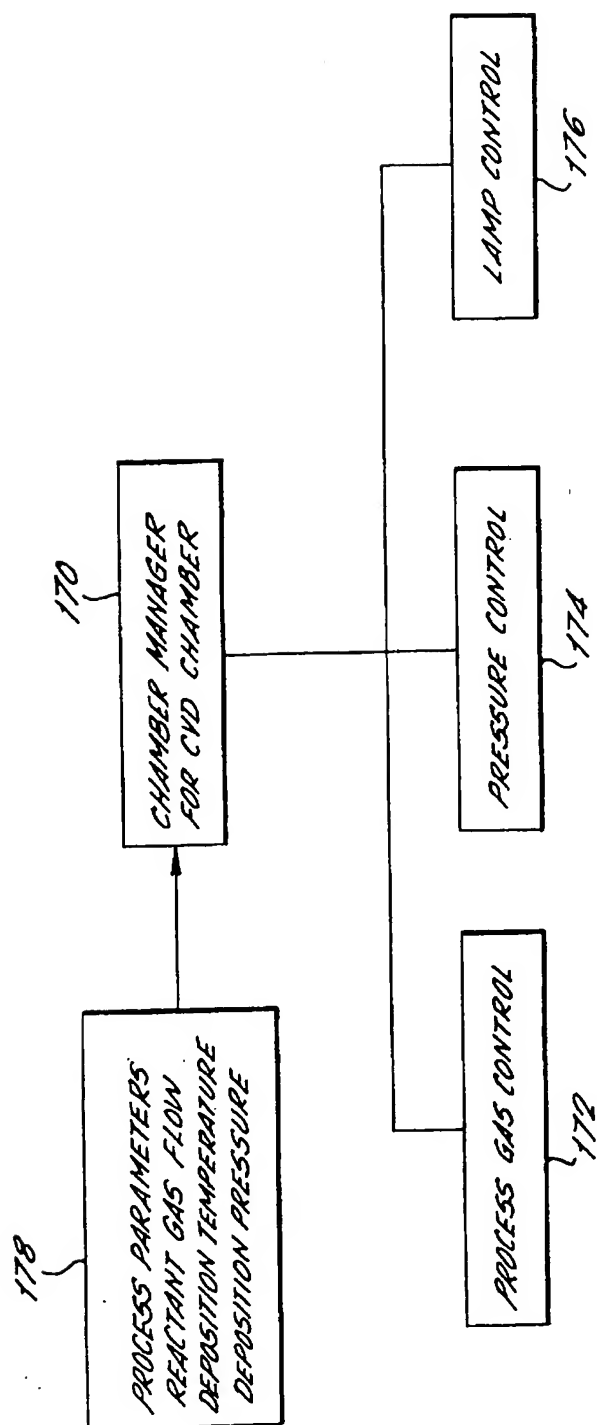 178
PROCESS PARAMETERS
REACTANT GAS FLOW
DEPOSITION TEMPERATURE
DEPOSITION PRESSURE
170
CHAMBER MANAGER
FOR CVD CHAMBER
PROCESS GAS CONTROL
172
PRESSURE CONTROL
174
LAMP CONTROL
176